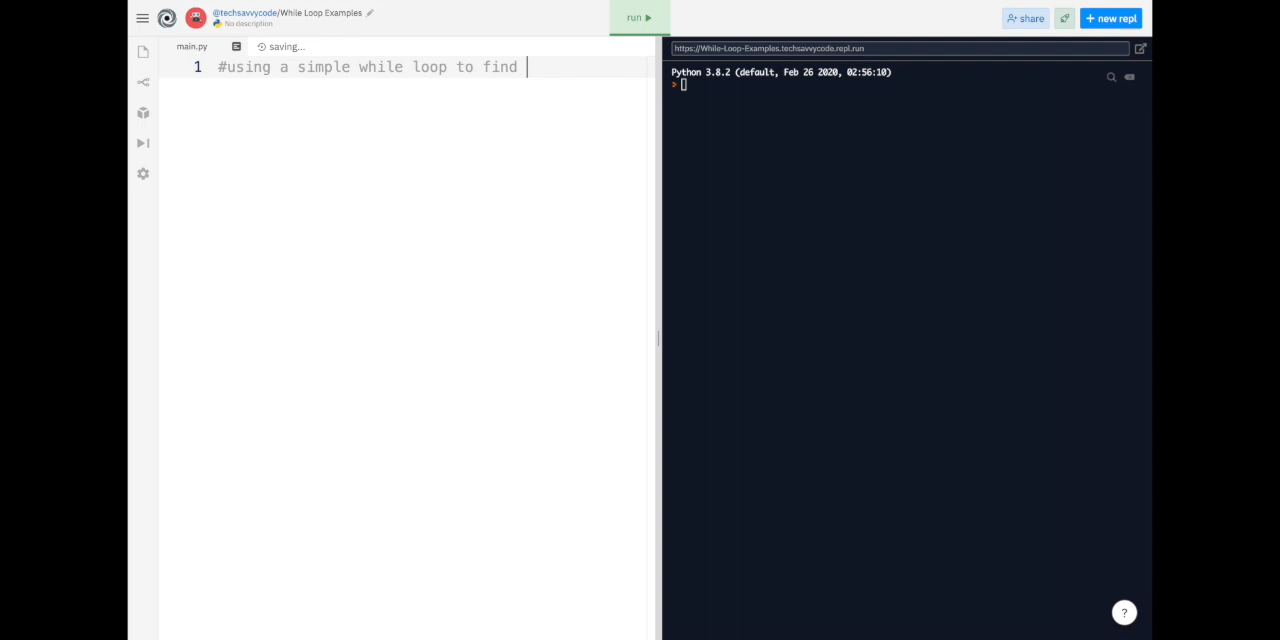 @techsavvycode/While Loop Examples
No description
run
share
+ new repl
main.py
saving...
https://While-Loop-Examples.techsavvycode.repl.run
1 #using a simple while loop to find
Python 3.8.2 (default, Feb 26 2020, 02:56:10)
>
?